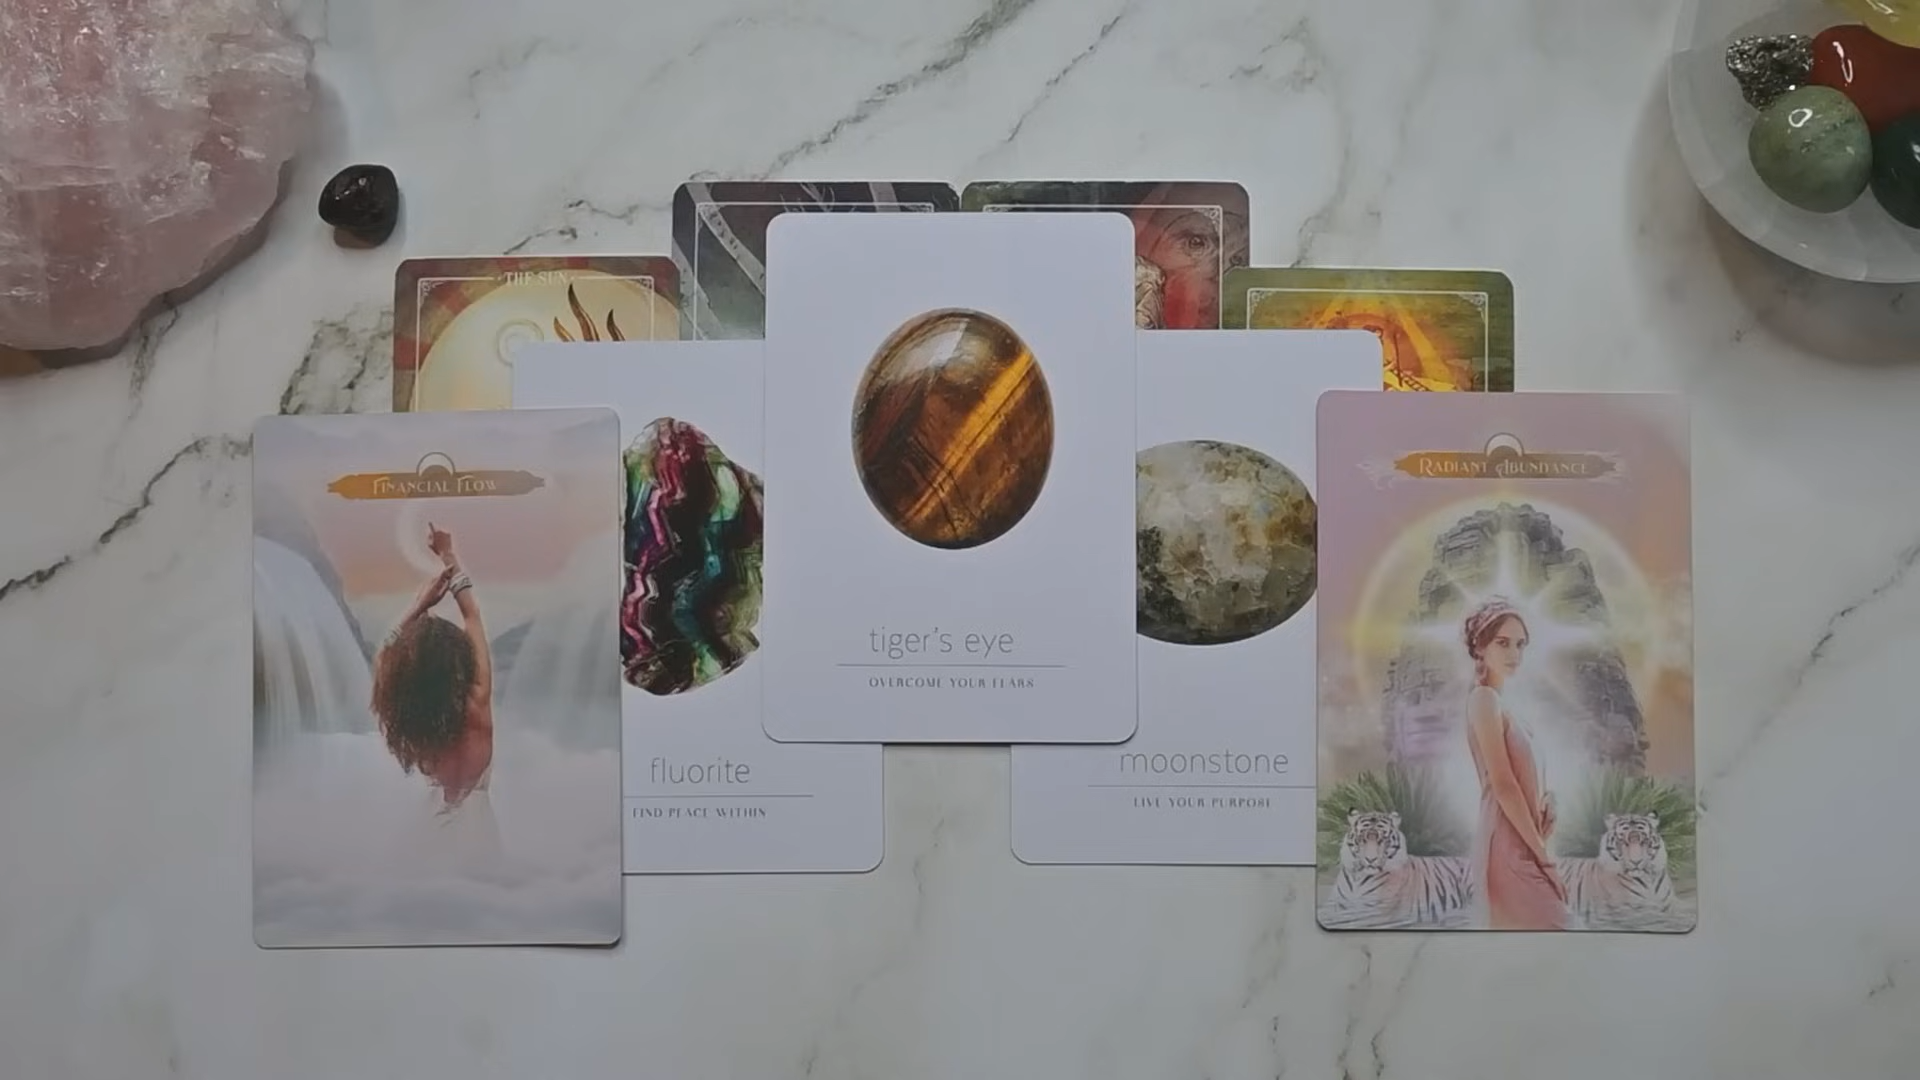 THE SUN
FINANCIAL FLOW
RADIANT ABUNDANCE
tiger's eye
OVERCOME YOUR FEARS
fluorite
FIND PEACE WITHIN
moonstone
LIVE YOUR PURPOSE